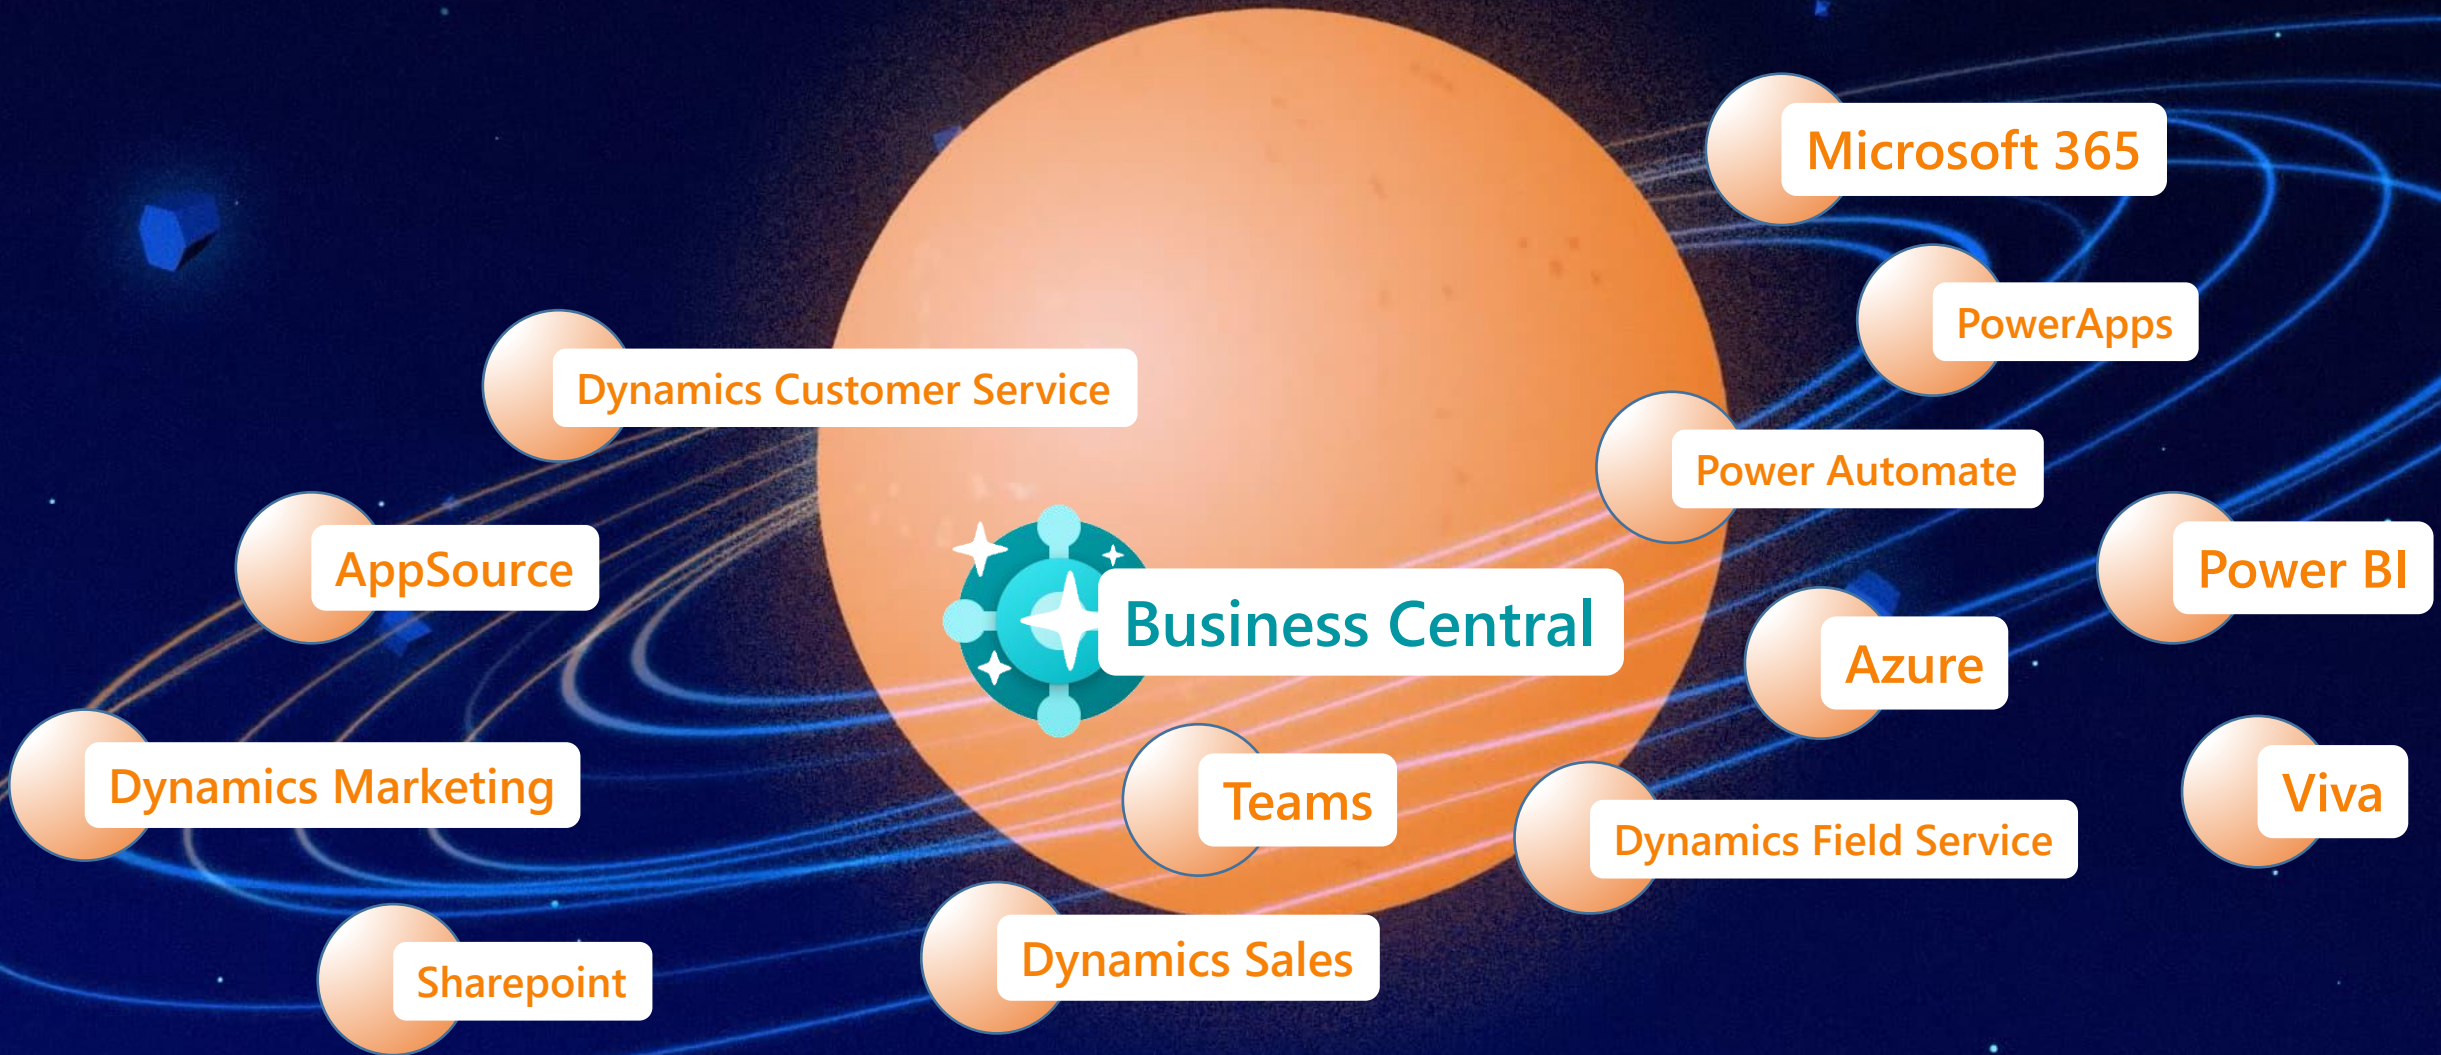 Microsoft 365
PowerApps
Dynamics Customer Service
Power Automate
AppSource
Power BI
Business Central
Azure
Dynamics Marketing
Teams
Viva
Dynamics Field Service
Dynamics Sales
Sharepoint